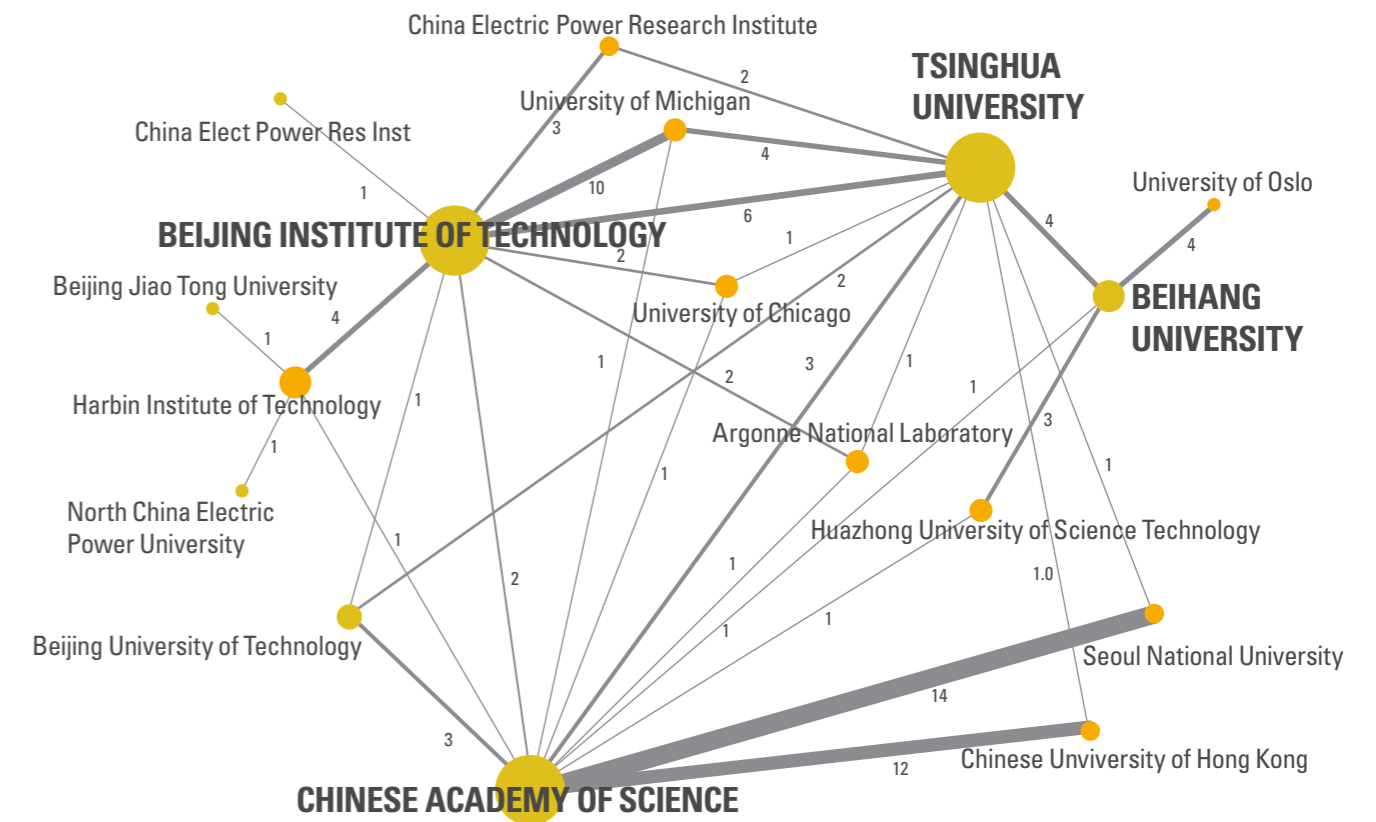 China Electric Power Research Institute
2
TSINGHUA
UNIVERSITY
University of Michigan
China Elect Power Res Inst
3
4
University of Oslo
1
10
6
4
4
BEIJING INSTITUTE OF TECHNOLOGY
1
2
Beijing Jiao Tong University
2
BEIHANG
UNIVERSITY
University of Chicago
4
1
1
2
3
1
1
1
Harbin Institute of Technology
3
Argonne National Laboratory
1
1
1
North China Electric
Power University
Huazhong University of Science Technology
1
1
2
1.0
1
1
Beijing University of Technology
Seoul National University
14
3
12
Chinese Unviversity of Hong Kong
CHINESE ACADEMY OF SCIENCE